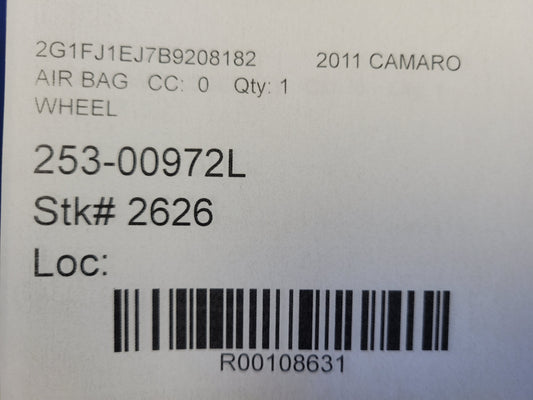 2G1FJ1EJ7B9208182 2011 CAMARO
AIR BAG CC: 0 Qty: 1
WHEEL
253-00972L
Stk# 2626
Loc:
R00108631